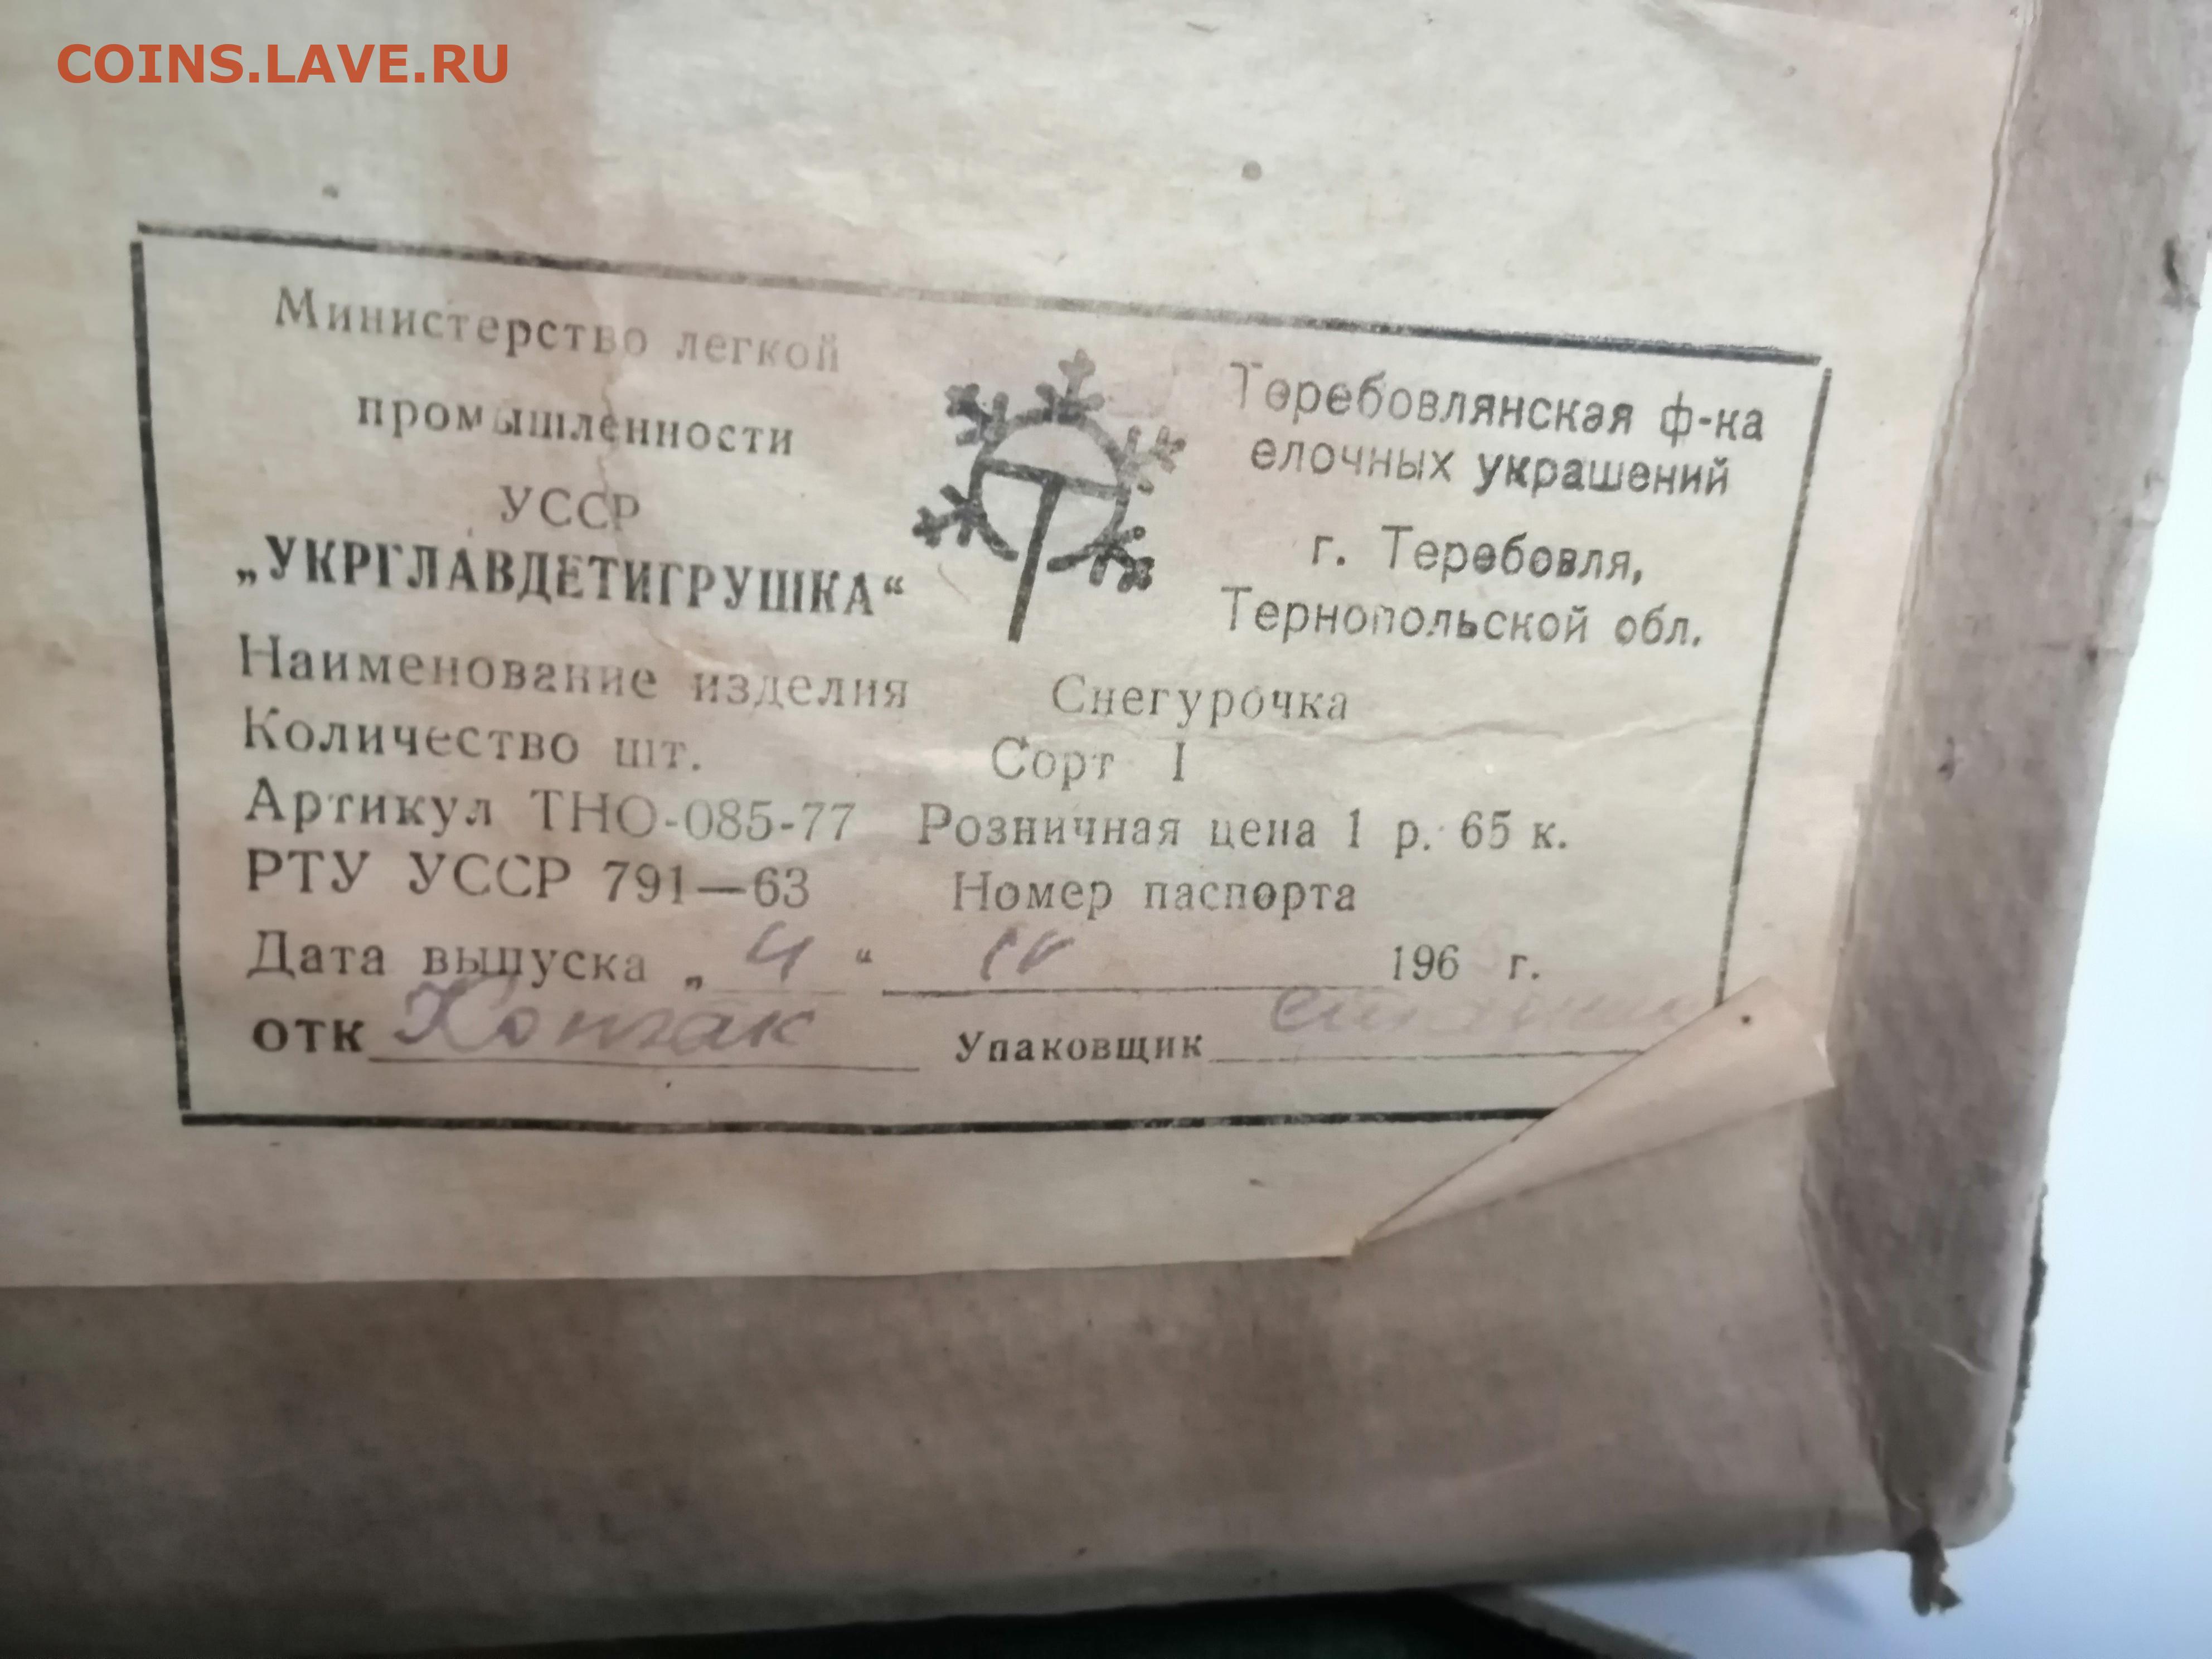 COINS.LAVE.RU
Министерство легкой
промышленности
УССР
„УКРГЛАВДЕТИГРУШКА“
Теребовлянская ф-ка
елочных украшений
г. Теребовля,
Тернопольской обл.
Наименование изделия Снегурочка
Количество шт. Сорт I
Артикул ТНО-085-77 Розничная цена 1 р. 65 к.
РТУ УССР 791—63 Номер паспорта
Дата выпуска „ 4 “ IV 196 г.
ОТК Упаковщик